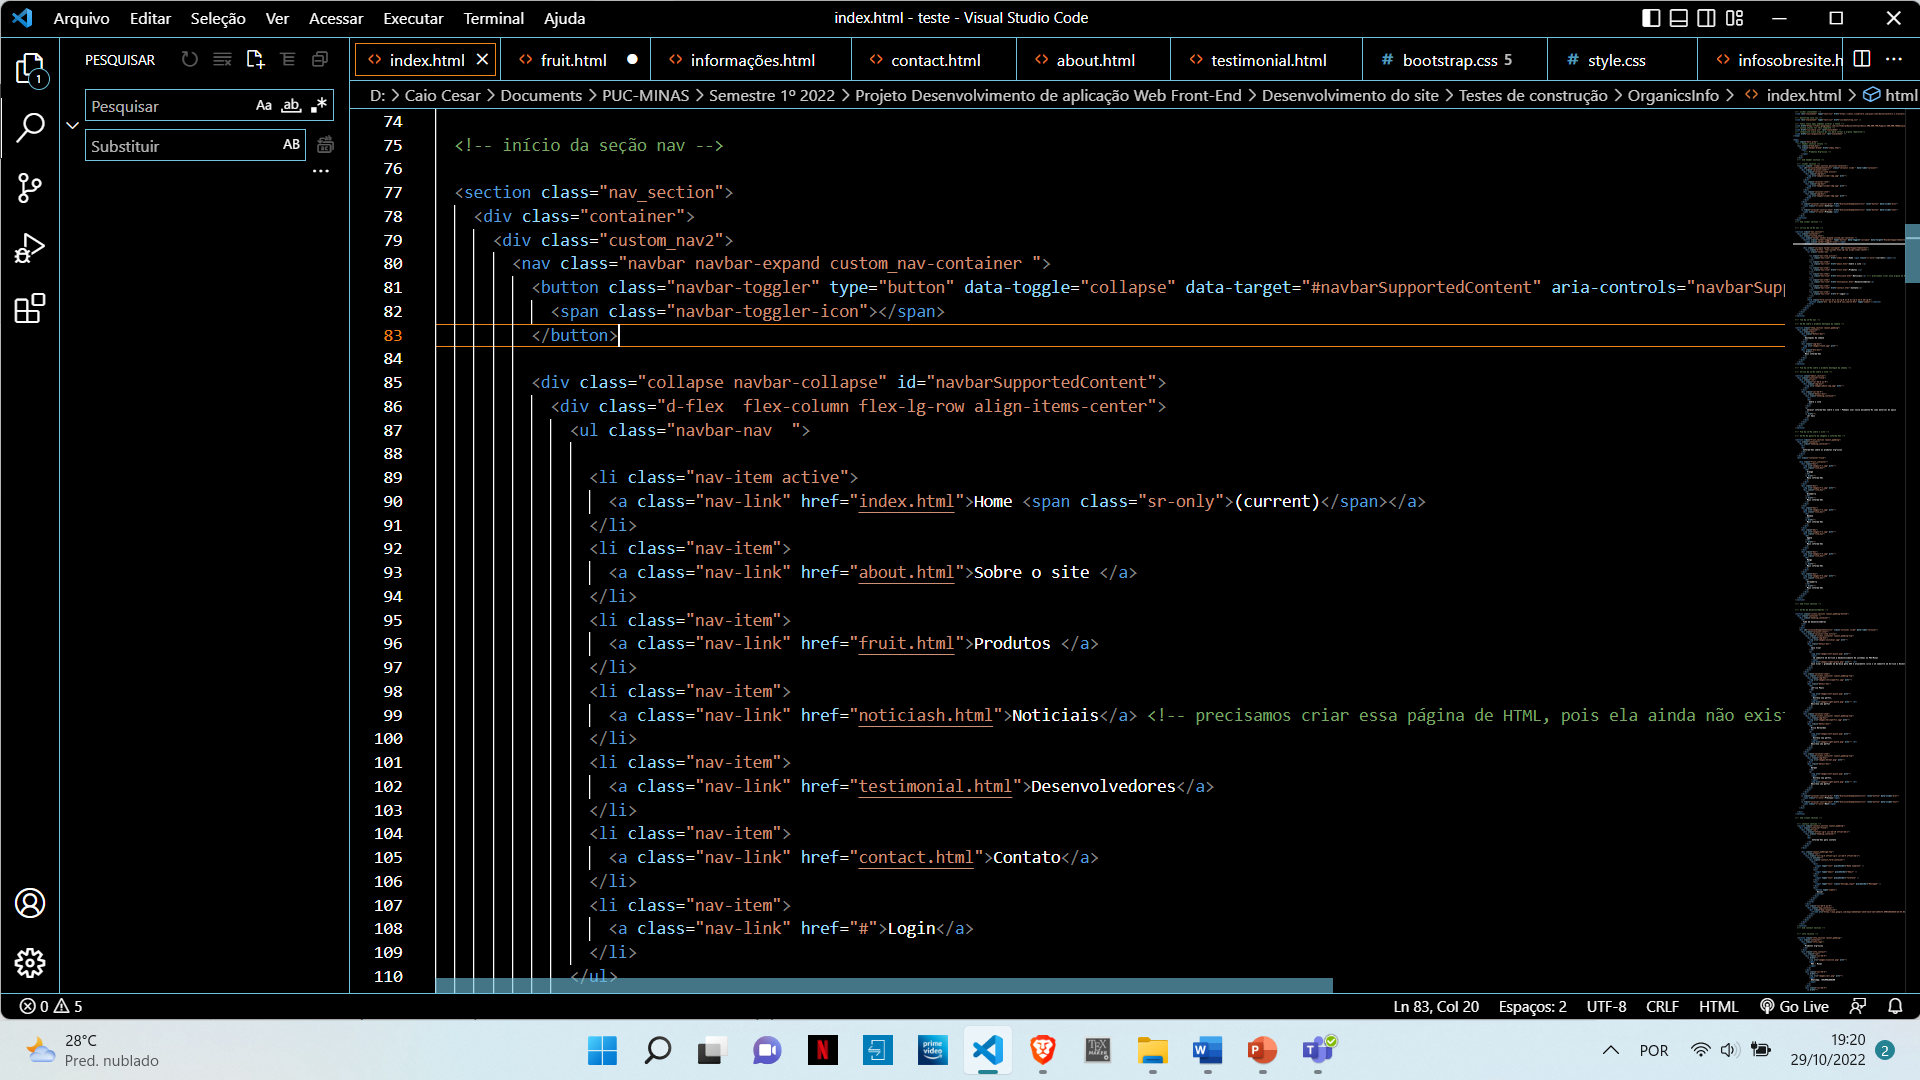 Arquivo Editar Seleção Ver Acessar Executar Terminal Ajuda
index.html - teste - Visual Studio Code
PESQUISAR
index.html
fruit.html
informações.html
contact.html
about.html
testimonial.html
# bootstrap.css 5
# style.css
infosobresite.h
1
Pesquisar Aa ab
Substituir AB
D: > Caio Cesar > Documents > PUC-MINAS > Semestre 1º 2022 > Projeto Desenvolvimento de aplicação Web Front-End > Desenvolvimento do site > Testes de construção > OrganicsInfo > index.html > html
74
75 <!-- início da seção nav -->
76
77 <section class="nav_section">
78 <div class="container">
79 <div class="custom_nav2">
80 <nav class="navbar navbar-expand custom_nav-container ">
81 <button class="navbar-toggler" type="button" data-toggle="collapse" data-target="#navbarSupportedContent" aria-controls="navbarSupp
82 <span class="navbar-toggler-icon"></span>
83 </button>
84
85 <div class="collapse navbar-collapse" id="navbarSupportedContent">
86 <div class="d-flex  flex-column flex-lg-row align-items-center">
87 <ul class="navbar-nav  ">
88
89 <li class="nav-item active">
90 <a class="nav-link" href="index.html">Home <span class="sr-only">(current)</span></a>
91 </li>
92 <li class="nav-item">
93 <a class="nav-link" href="about.html">Sobre o site </a>
94 </li>
95 <li class="nav-item">
96 <a class="nav-link" href="fruit.html">Produtos </a>
97 </li>
98 <li class="nav-item">
99 <a class="nav-link" href="noticiash.html">Noticiais</a> <!-- precisamos criar essa página de HTML, pois ela ainda não exis
100 </li>
101 <li class="nav-item">
102 <a class="nav-link" href="testimonial.html">Desenvolvedores</a>
103 </li>
104 <li class="nav-item">
105 <a class="nav-link" href="contact.html">Contato</a>
106 </li>
107 <li class="nav-item">
108 <a class="nav-link" href="#">Login</a>
109 </li>
110 </ul>
0 5
Ln 83, Col 20 Espaços: 2 UTF-8 CRLF HTML Go Live
28°C
Pred. nublado
N
prime video
TEX MAKER
W
P
T
POR
19:20
29/10/2022
2